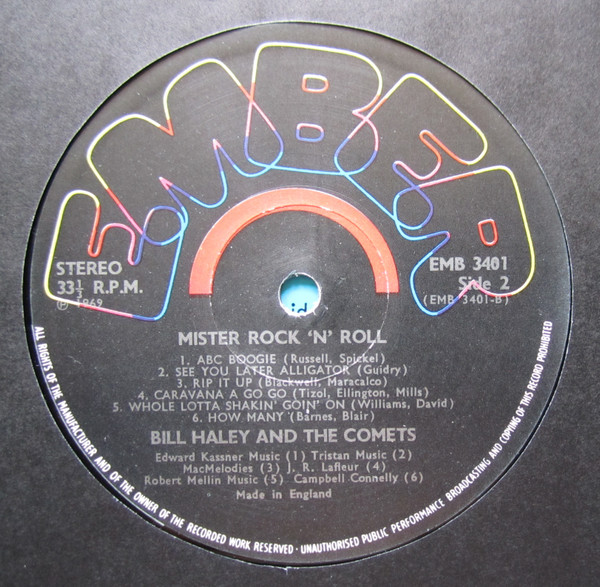 EMBER
STEREO
33⅓ R.P.M.
Ⓟ 1969
EMB 3401
Side 2
(EMB 3401-B)
id
MISTER ROCK 'N' ROLL
1. ABC BOOGIE (Russell, Spickel)
2. SEE YOU LATER ALLIGATOR (Guidry)
3. RIP IT UP (Blackwell, Maracalco)
4. CARAVANA A GO GO (Tizol, Ellington, Mills)
5. WHOLE LOTTA SHAKIN' GOIN' ON (Williams, David)
6. HOW MANY (Barnes, Blair)
BILL HALEY AND THE COMETS
Edward Kassner Music (1) Tristan Music (2)
MacMelodies (3) J. R. Lafleur (4)
Robert Mellin Music (5) Campbell Connelly (6)
Made in England
ALL RIGHTS OF THE MANUFACTURER AND OF THE OWNER OF THE RECORDED WORK RESERVED · UNAUTHORISED PUBLIC PERFORMANCE BROADCASTING AND COPYING OF THIS RECORD PROHIBITED